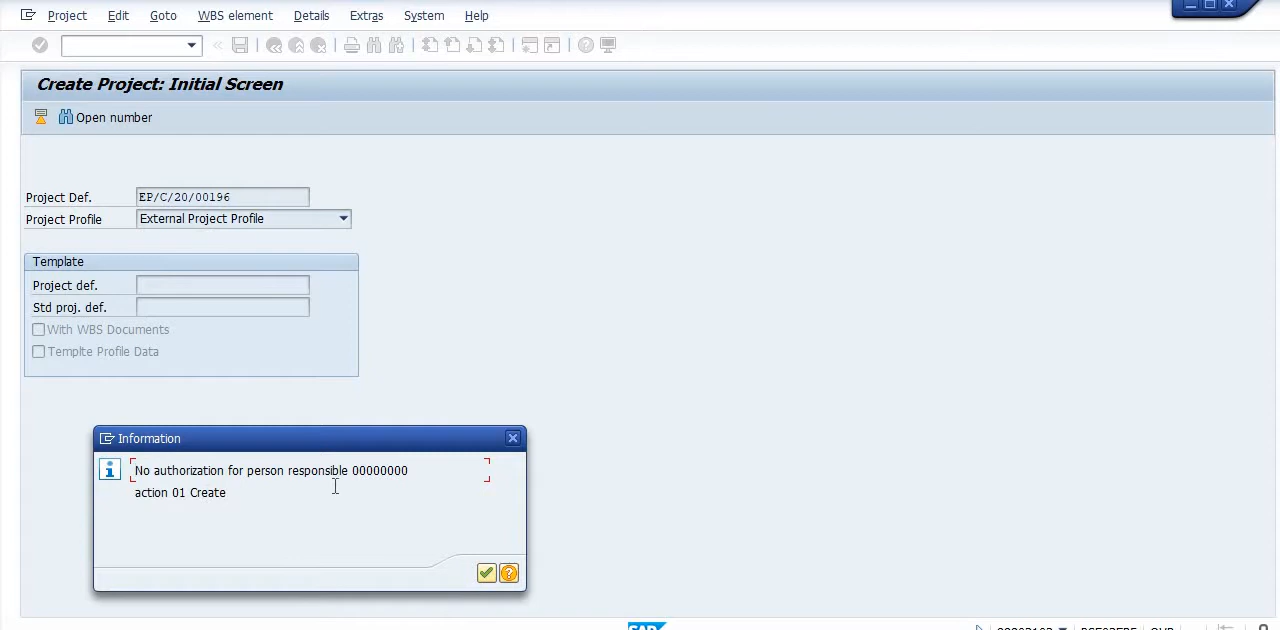 Project Edit Goto WBS element Details Extras System Help
Create Project: Initial Screen
Open number
Project Def. EP/C/20/00196
Project Profile External Project Profile
Template
Project def.
Std proj. def.
With WBS Documents
Templte Profile Data
Information
No authorization for person responsible 00000000
action 01 Create
SAP